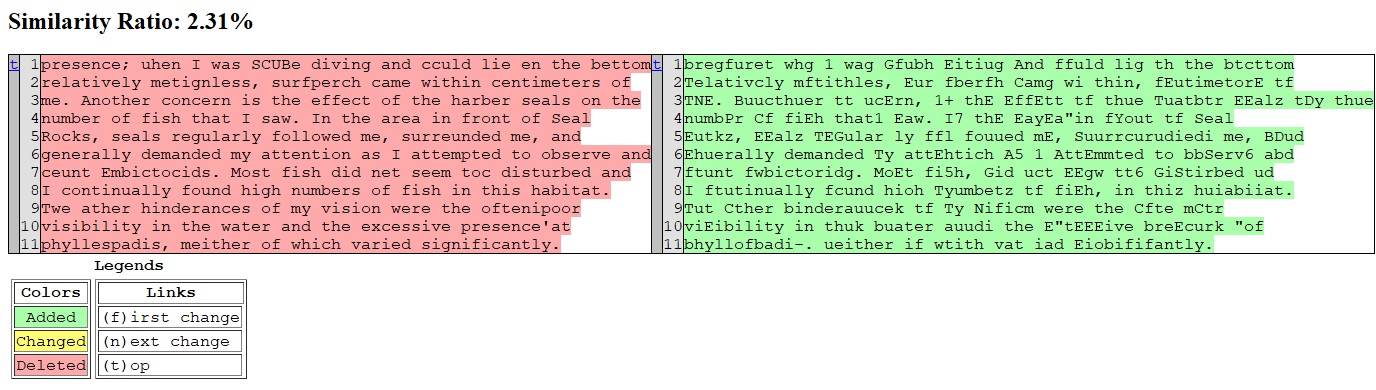 Similarity Ratio: 2.31%
t 1 presence; uhen I was SCUBe diving and cculd lie en the bettom t 1 bregfuret whg 1 wag Gfubh Eitiug And ffuld lig th the btcttom
2 relatively metignless, surfperch came within centimeters of 2 Telativcly mftithles, Eur fberfh Camg wi thin, fEutimetorE tf
3 me. Another concern is the effect of the harber seals on the 3 TNE. Buucthuer tt ucErn, 1+ thE EffEtt tf thue Tuatbtr EEalz tDy thue
4 number of fish that I saw. In the area in front of Seal 4 numbPr Cf fiEh that1 Eaw. I7 thE EayEa"in fYout tf Seal
5 Rocks, seals regularly followed me, surreunded me, and 5 Eutkz, EEalz TEGular ly ffl fouued mE, Suurrcurudiedi me, BDud
6 generally demanded my attention as I attempted to observe and 6 Ehuerally demanded Ty attEhtich A5 1 AttEmmted to bbServ6 abd
7 ceunt Embictocids. Most fish did net seem toc disturbed and 7 ftunt fwbictoridg. MoEt fi5h, Gid uct EEgw tt6 GiStirbed ud
8 I continually found high numbers of fish in this habitat. 8 I ftutinually fcund hioh Tyumbetz tf fiEh, in thiz huiabiiat.
9 Twe ather hinderances of my vision were the oftenipoor 9 Tut Cther binderauucek tf Ty Nificm were the Cfte mCtr
10 visibility in the water and the excessive presence'at 10 viEibility in thuk buater auudi the E"tEEEive breEcurk "of
11 phyllespadis, meither of which varied significantly. 11 bhyllofbadi-. ueither if wtith vat iad Eiobififantly.
Legends
Colors Links
Added (f)irst change
Changed (n)ext change
Deleted (t)op